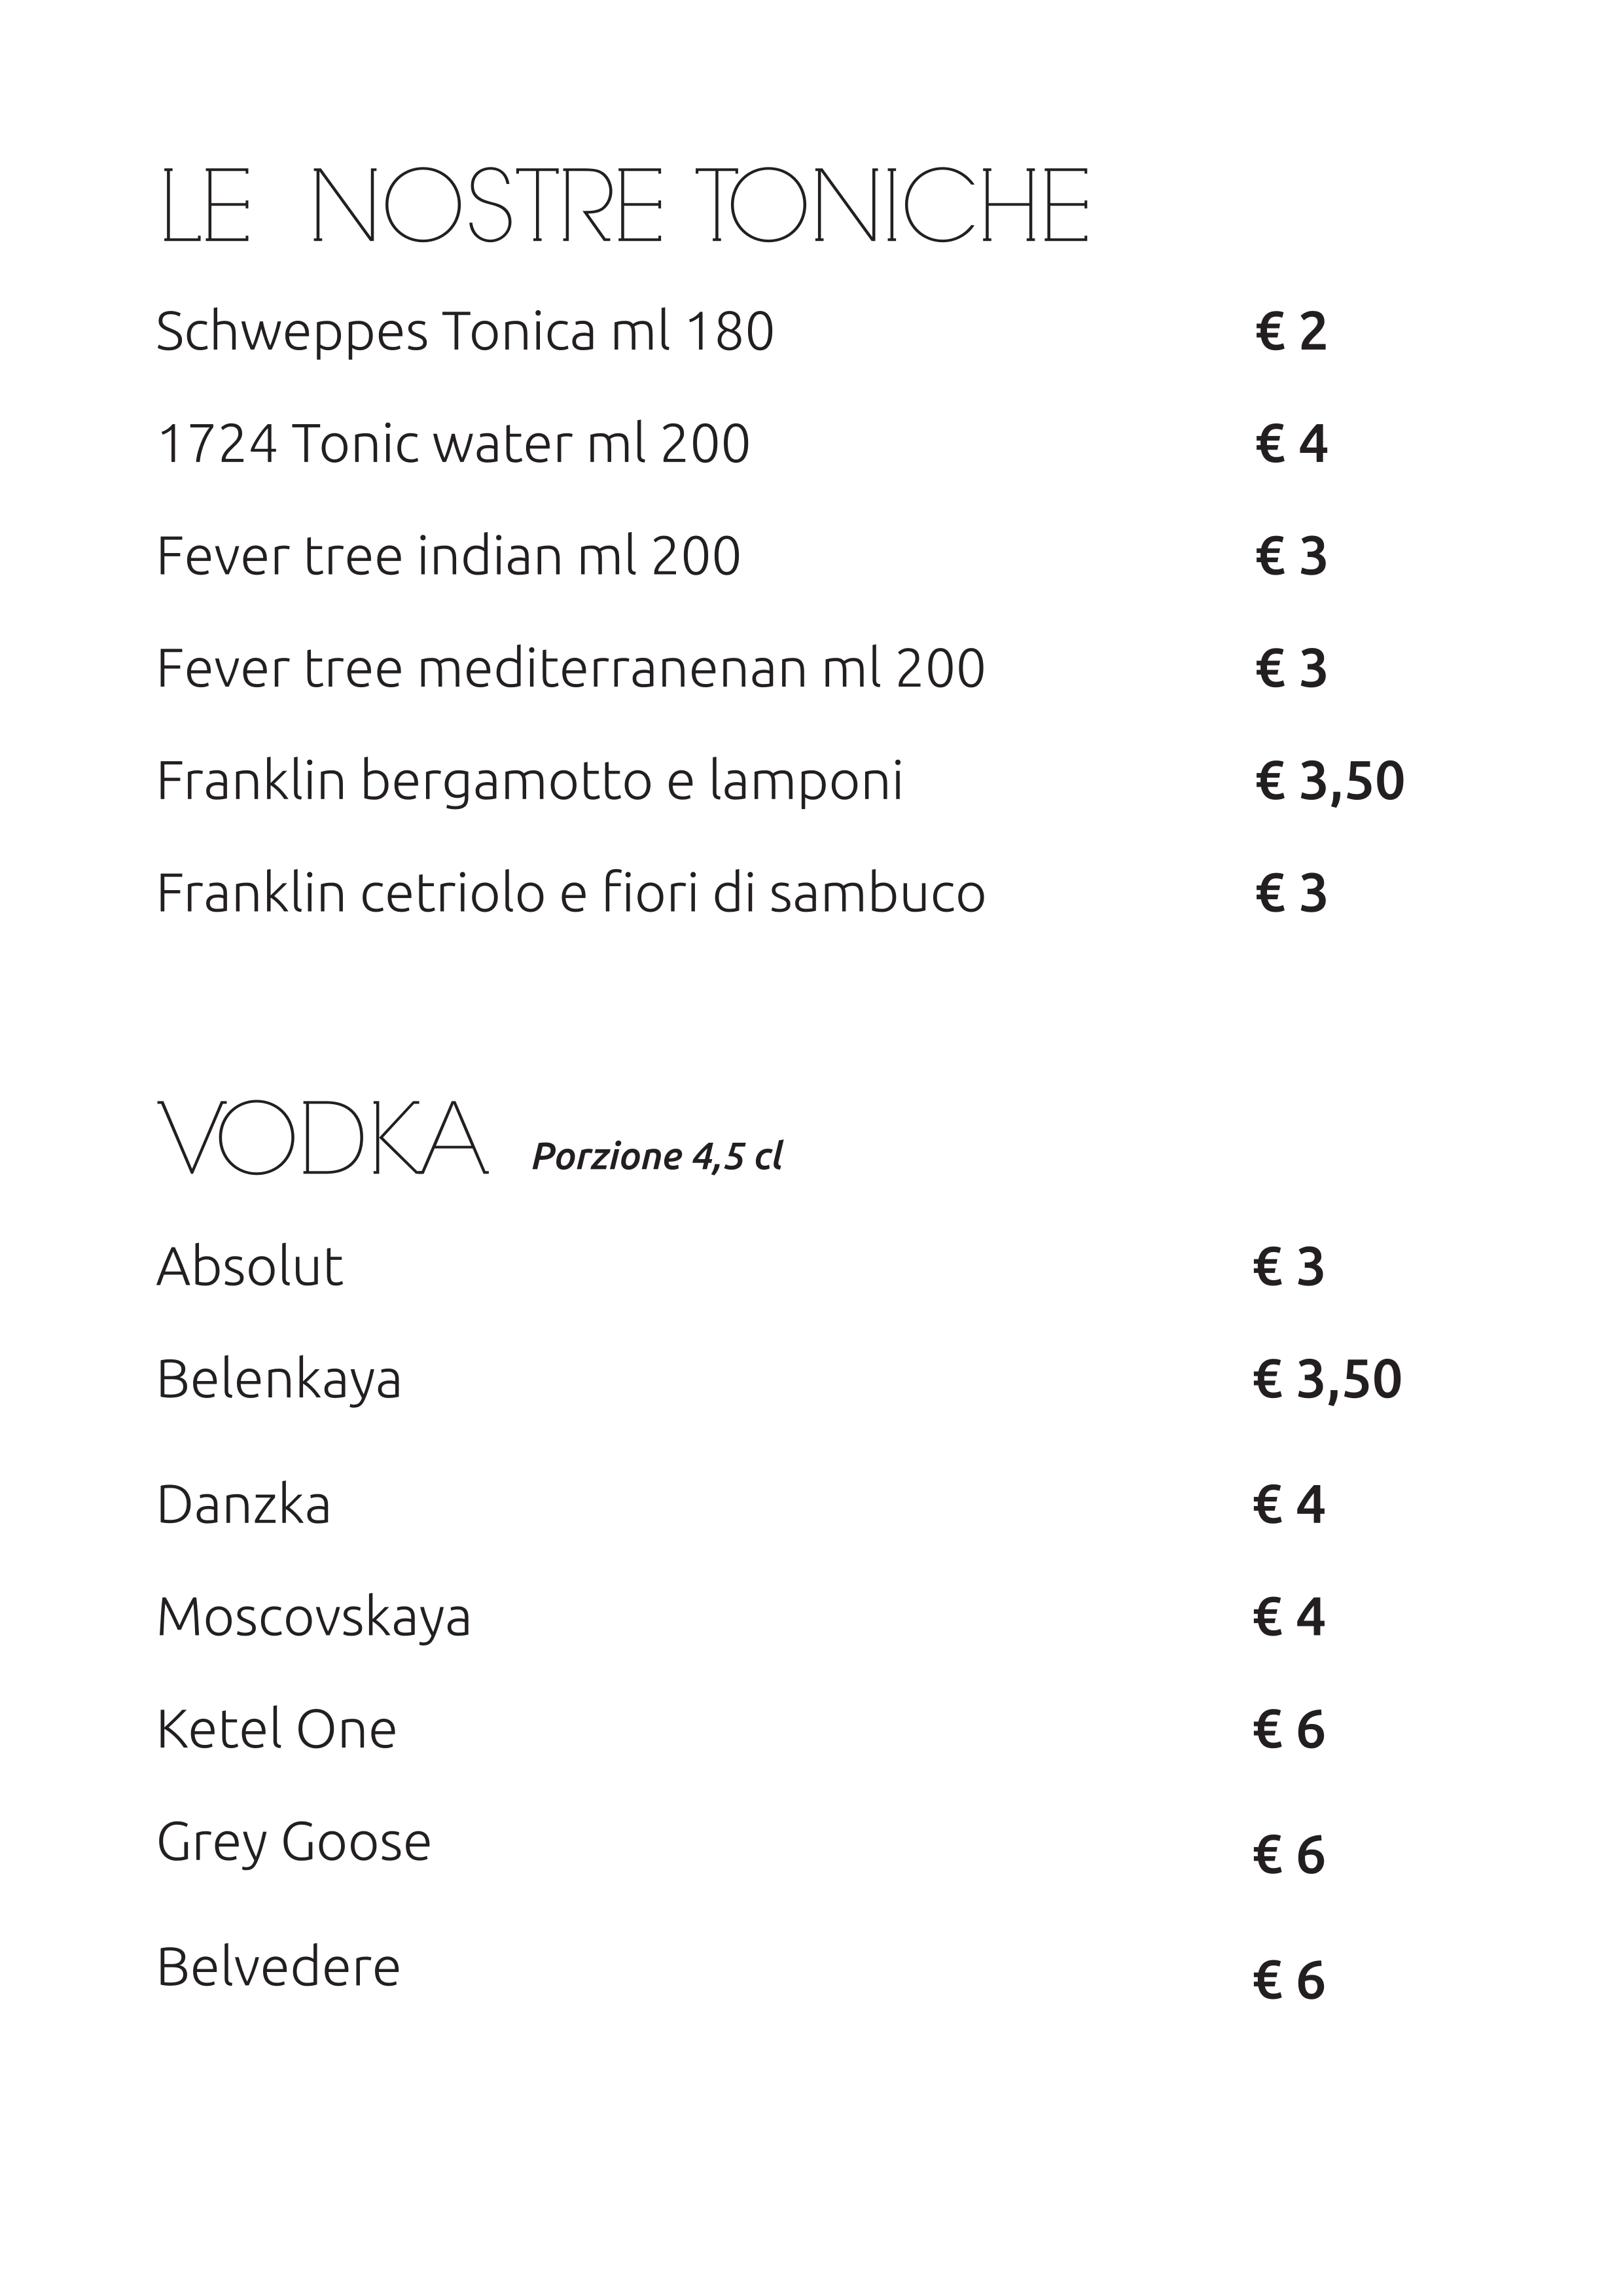 LE NOSTRE TONICHE
Schweppes Tonica ml 180 € 2
1724 Tonic water ml 200 € 4
Fever tree indian ml 200 € 3
Fever tree mediterranenan ml 200 € 3
Franklin bergamotto e lamponi € 3,50
Franklin cetriolo e fiori di sambuco € 3
VODKA Porzione 4,5 cl
Absolut € 3
Belenkaya € 3,50
Danzka € 4
Moscovskaya € 4
Ketel One € 6
Grey Goose € 6
Belvedere € 6